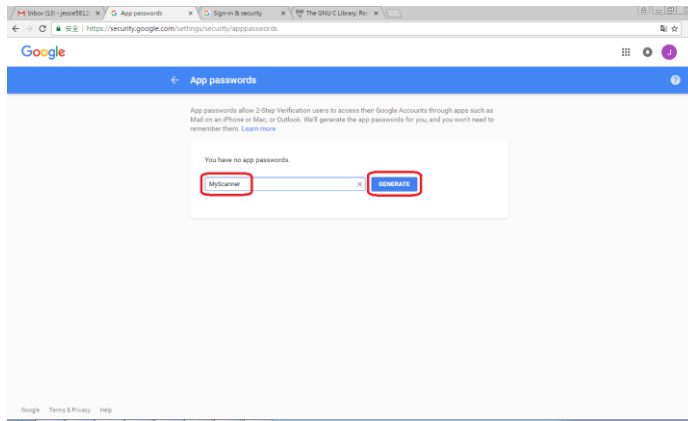 Inbox (13) - jessie5812
App passwords
Sign-in & security
The GNU C Library Re
安全 | https://security.google.com/settings/security/apppasswords
Google
J
← App passwords
App passwords allow 2-Step Verification users to access their Google Accounts through apps such as
Mail on an iPhone or Mac, or Outlook. We'll generate the app passwords for you, and you won't need to
remember them. Learn more
You have no app passwords.
MyScanner
GENERATE
Google Terms & Privacy Help